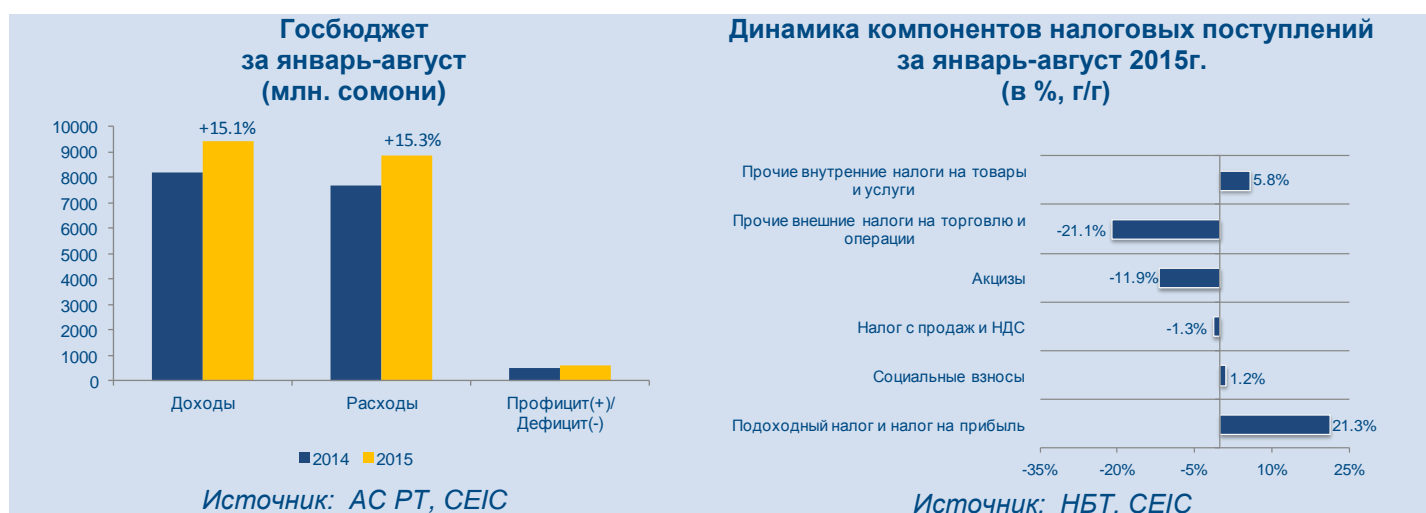 Госбюджет
за январь-август
(млн. сомони)
10000
9000
8000
7000
6000
5000
4000
3000
2000
1000
0
+15.1%
+15.3%
Доходы
Расходы
Профицит(+)/
Дефицит(-)
2014
2015
Источник: АС РТ, CEIC
Динамика компонентов налоговых поступлений
за январь-август 2015г.
(в %, г/г)
Прочие внутренние налоги на товары
и услуги
5.8%
Прочие внешние налоги на торговлю и
операции
-21.1%
Акцизы
-11.9%
Налог с продаж и НДС
-1.3%
Социальные взносы
1.2%
Подоходный налог и налог на прибыль
21.3%
-35%
-20%
-5%
10%
25%
Источник: НБТ, CEIC